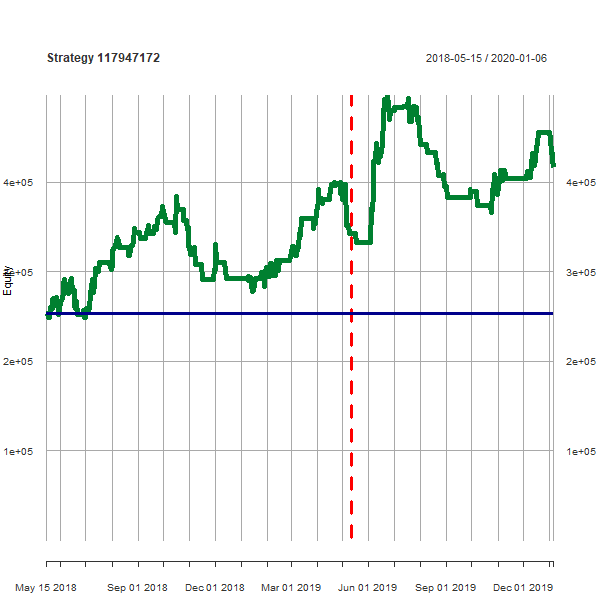 Strategy 117947172
2018-05-15 / 2020-01-06
Equity
4e+05
4e+05
3e+05
3e+05
2e+05
2e+05
1e+05
1e+05
May 15 2018
Sep 01 2018
Dec 01 2018
Mar 01 2019
Jun 01 2019
Sep 01 2019
Dec 01 2019